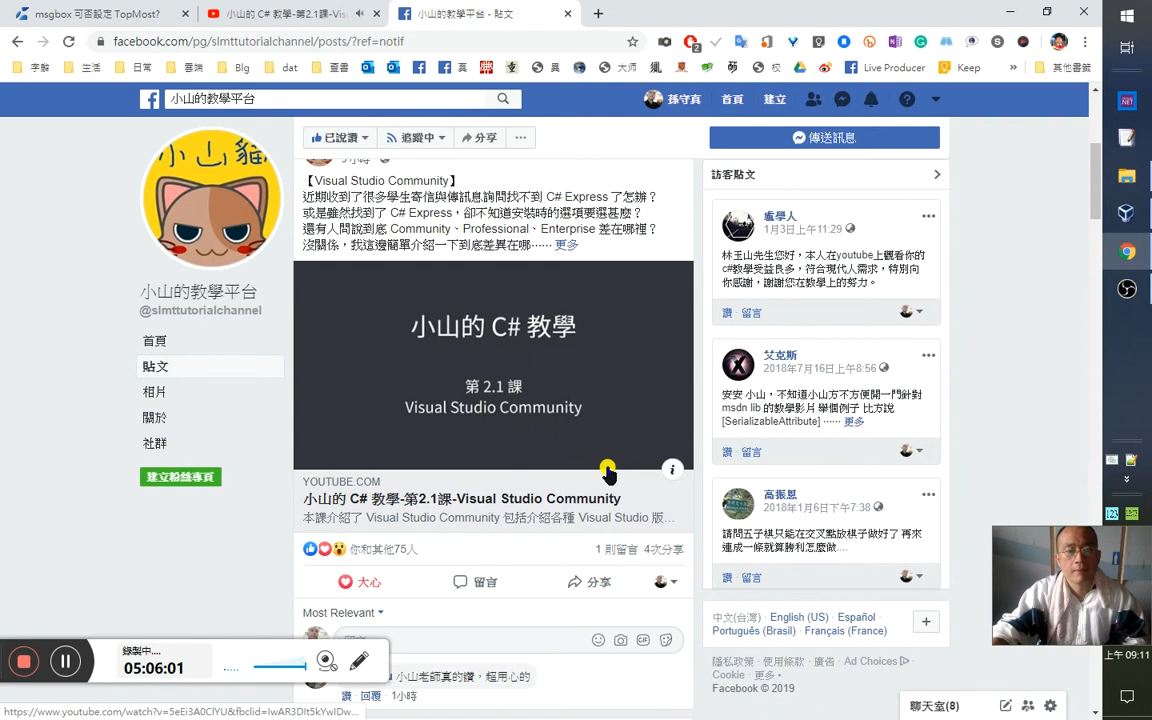 msgbox 可否設定 TopMost?
小山的 C# 教學-第2.1課-Vis
小山的教學平台 - 貼文
facebook.com/pg/slmttutorialchannel/posts/?ref=notif
字辭
生活
日常
雲端
Blg
dat
查書
真
異
大师
校
Live Producer
Keep
»
其他書籤
小山的教學平台
孫守真
首頁
建立
已說讚
追蹤中
分享
傳送訊息
小山貓
小山的教學平台
@slmttutorialchannel
首頁
貼文
相片
關於
社群
建立粉絲專頁
【Visual Studio Community】
近期收到了很多學生寄信與傳訊息詢問找不到 C# Express 了怎辦？
或是雖然找到了 C# Express，卻不知道安裝時的選項要選甚麼？
還有人問說到底 Community、Professional、Enterprise 差在哪裡？
沒關係，我這邊簡單介紹一下到底差異在哪…… 更多
小山的 C# 教學
第 2.1 課
Visual Studio Community
YOUTUBE.COM
小山的 C# 教學-第2.1課-Visual Studio Community
本課介紹了 Visual Studio Community 包括介紹各種 Visual Studio 版…
你和其他75人
1 則留言 4次分享
大心
留言
分享
Most Relevant
小山老師真的讚，超用心的
讚 · 回覆 · 1小時
訪客貼文
盧學人
1月3日上午11:29
林玉山先生您好，本人在youtube上觀看你的
c#教學受益良多，符合現代人需求，特別向
你感謝，謝謝您在教學上的努力。
讚 · 留言
艾克斯
2018年7月16日上午8:56
安安 小山，不知道小山方不方便開一門針對
msdn lib 的教學影片 舉個例子 比方說
[SerializableAttribute] …… 更多
讚 · 留言
高振恩
2018年1月6日下午7:38
請問五子棋只能在交叉點放棋子做好了 再來
連成一條就算勝利怎麼做....
讚 · 留言
中文(台灣) · English (US) · Español
Português (Brasil) · Français (France)
隱私政策 · 使用條款 · 廣告 · Ad Choices
Cookie · 更多
Facebook © 2019
聊天室(8)
錄製中....
05:06:01
https://www.youtube.com/watch?v=5eEi3A0ClYU&fbclid=IwAR3DIt5kYwIDw…
上午 09:11